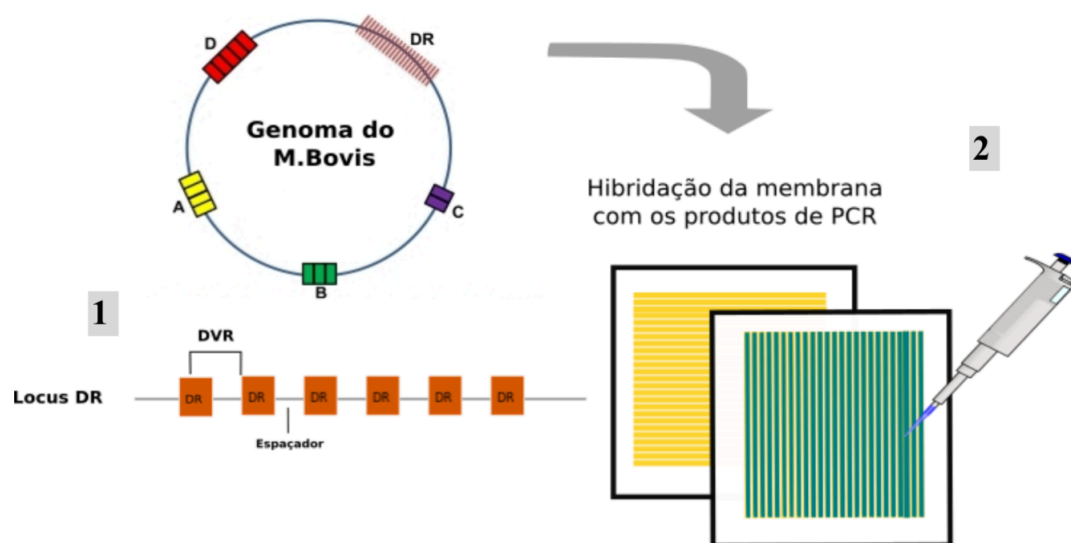 D
DR
Genoma do
M.Bovis
A
C
B
2
Hibridação da membrana
com os produtos de PCR
1
DVR
Locus DR
DR
DR
DR
DR
DR
DR
Espaçador